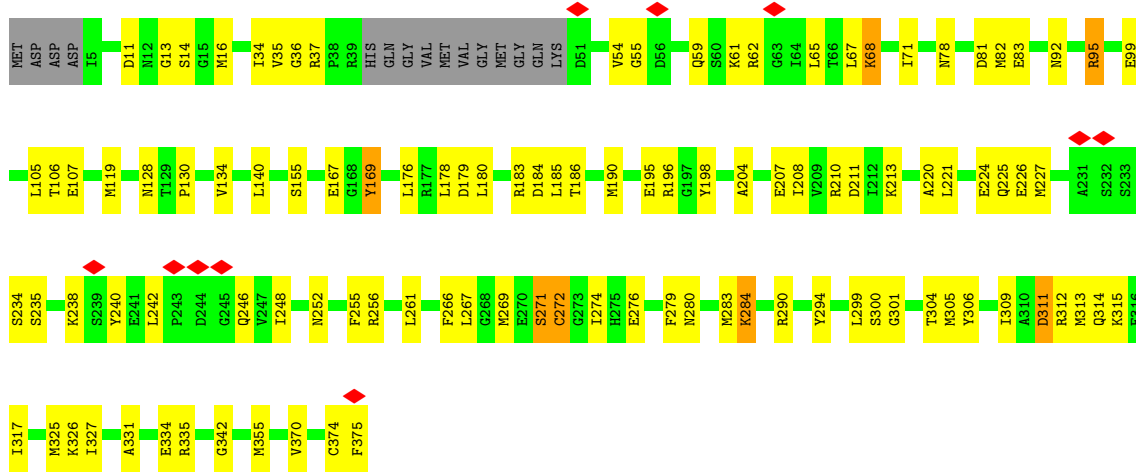 MET ASP ASP ASP I5 D11 N12 G13 S14 G15 M16 I34 V35 G36 R37 P38 R39 HIS GLN GLY VAL MET VAL GLY MET GLY GLN LYS D51 V54 G55 D56 Q59 S60 K61 R62 G63 I64 L65 T66 L67 K68 I71 N78 D81 M82 E83 N92 R95 E99
L105 T106 E107 M119 N128 T129 P130 V134 L140 S155 E167 G168 Y169 L176 R177 L178 D179 L180 R183 D184 L185 T186 M190 E195 R196 G197 Y198 A204 E207 I208 V209 R210 D211 I212 K213 A220 L221 E224 Q225 E226 M227 A231 S232 S233
S234 S235 K238 S239 Y240 E241 L242 P243 D244 G245 Q246 V247 I248 N252 F255 R256 L261 F266 L267 G268 M269 E270 S271 C272 G273 I274 H275 E276 F279 N280 M283 K284 R290 Y294 L299 S300 G301 T304 M305 Y306 I309 A310 D311 R312 M313 Q314 K315 E316
I317 M325 K326 I327 A331 E334 R335 G342 M355 V370 C374 F375